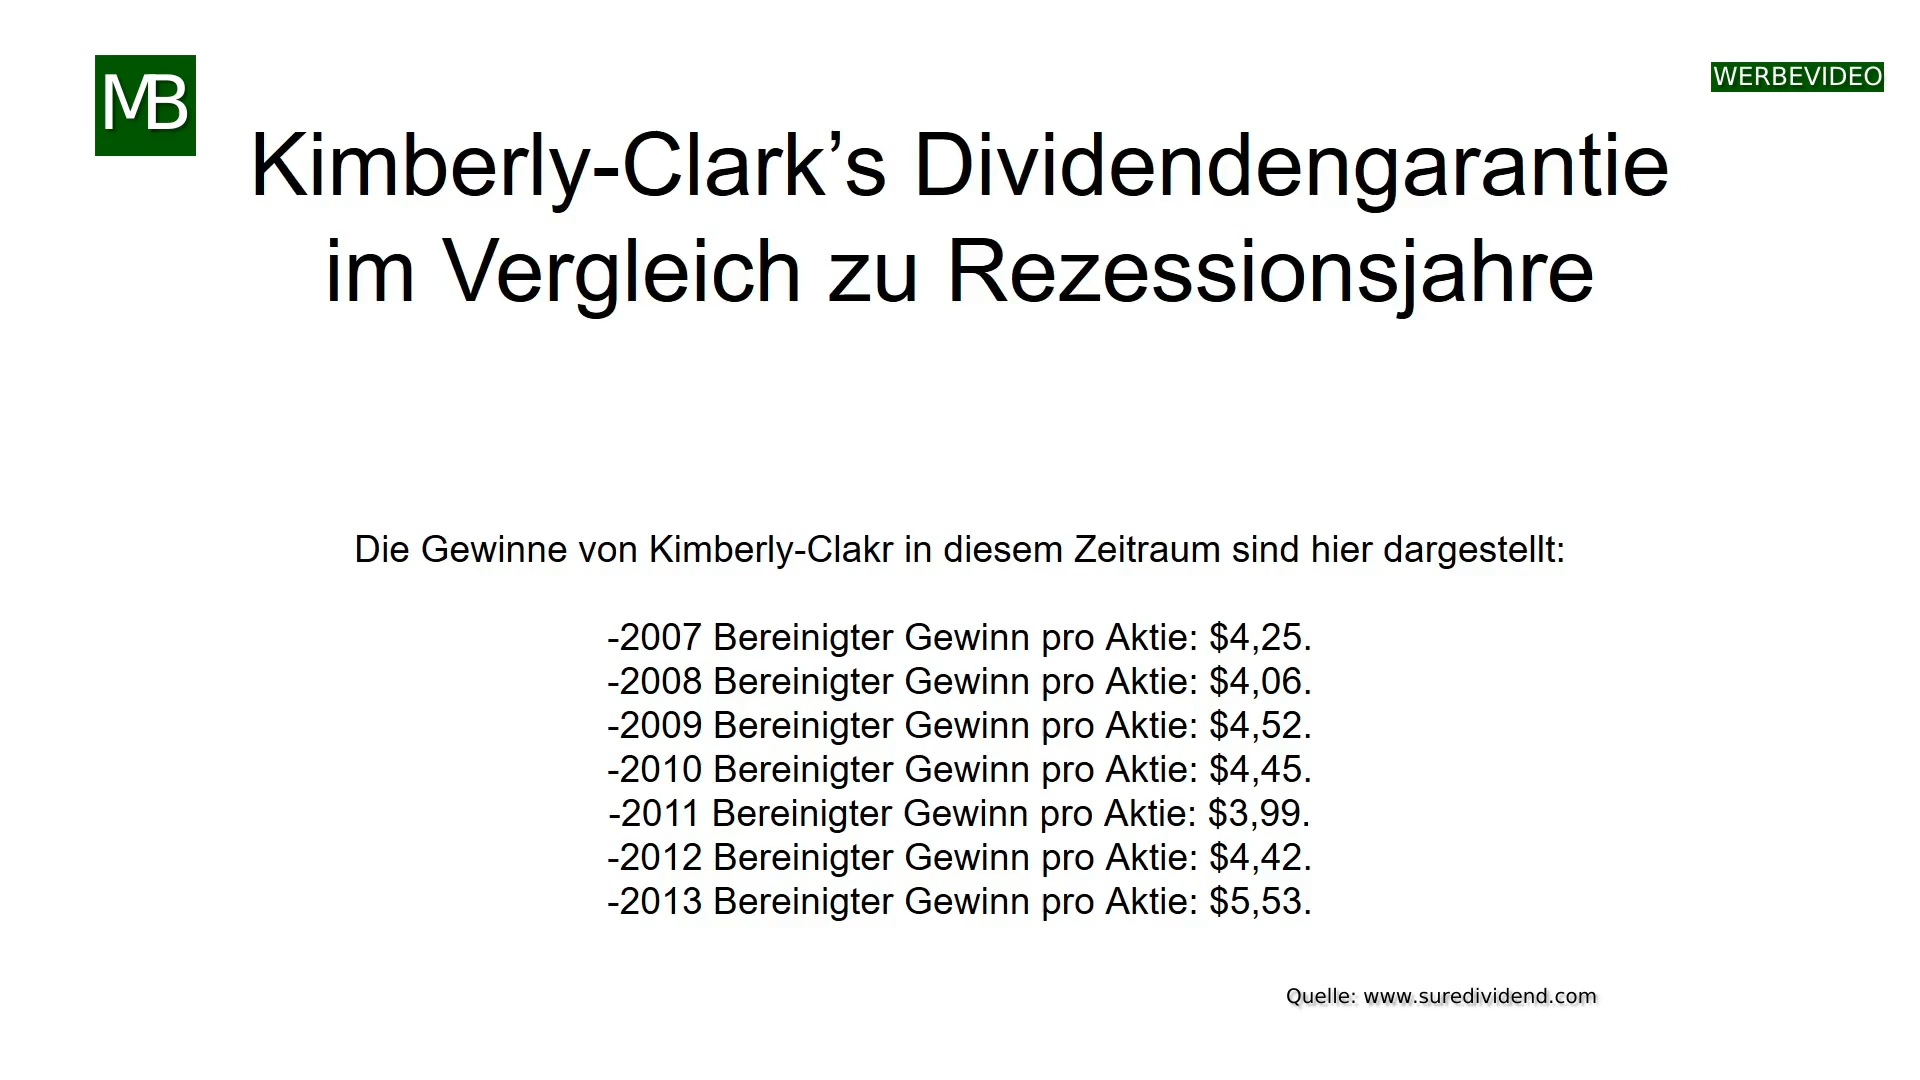 MB
WERBEVIDEO
Kimberly-Clark’s Dividendengarantie
im Vergleich zu Rezessionsjahre
Die Gewinne von Kimberly-Clakr in diesem Zeitraum sind hier dargestellt:
-2007 Bereinigter Gewinn pro Aktie: $4,25.
-2008 Bereinigter Gewinn pro Aktie: $4,06.
-2009 Bereinigter Gewinn pro Aktie: $4,52.
-2010 Bereinigter Gewinn pro Aktie: $4,45.
-2011 Bereinigter Gewinn pro Aktie: $3,99.
-2012 Bereinigter Gewinn pro Aktie: $4,42.
-2013 Bereinigter Gewinn pro Aktie: $5,53.
Quelle: www.suredividend.com